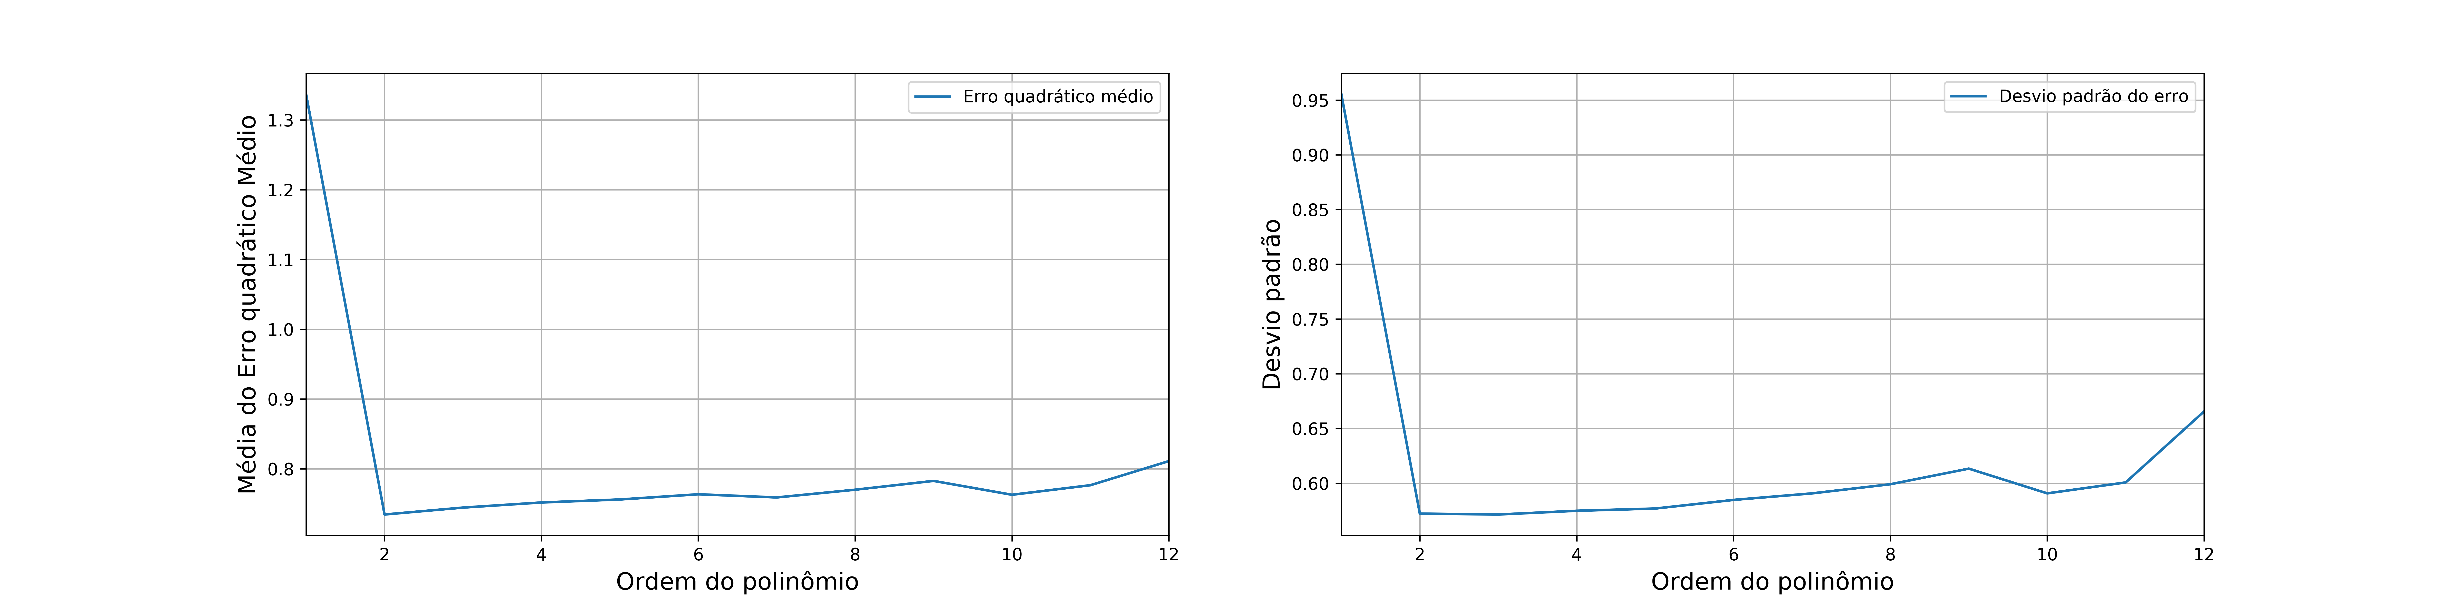 Erro quadrático médio
Média do Erro quadrático Médio
1.3
1.2
1.1
1.0
0.9
0.8
2 4 6 8 10 12
Ordem do polinômio
Desvio padrão do erro
Desvio padrão
0.95
0.90
0.85
0.80
0.75
0.70
0.65
0.60
2 4 6 8 10 12
Ordem do polinômio